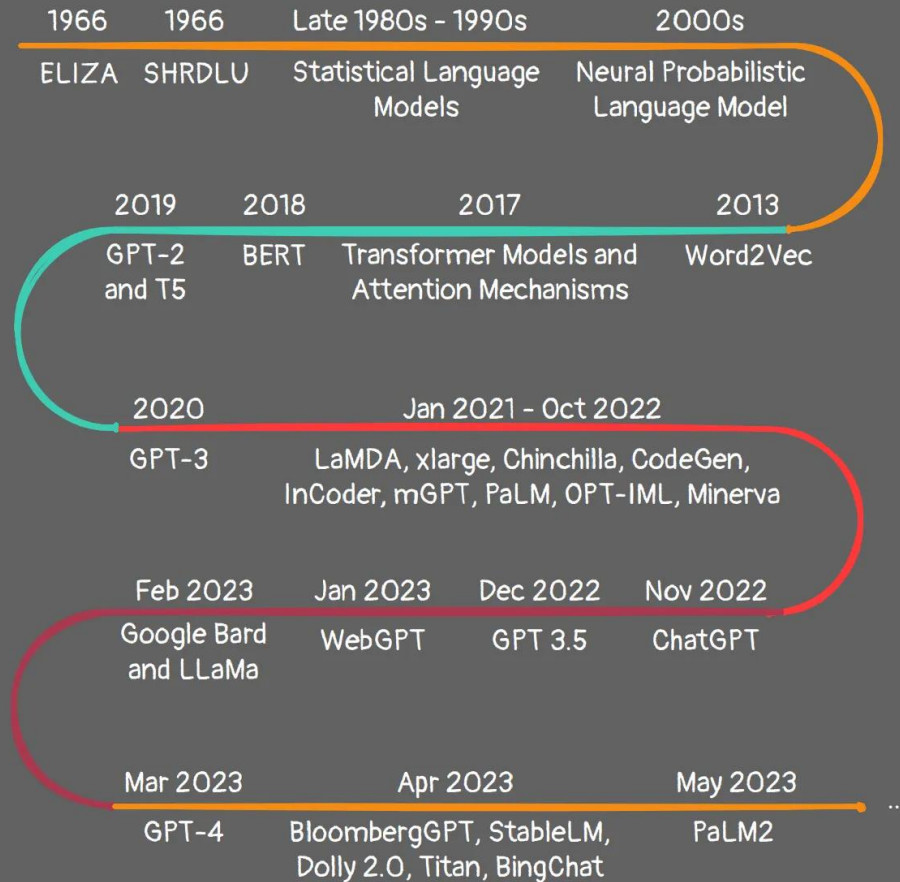 1966 1966 Late 1980s - 1990s 2000s
ELIZA SHRDLU Statistical Language Neural Probabilistic
Models Language Model
2019 2018 2017 2013
GPT-2 BERT Transformer Models and Word2Vec
and T5 Attention Mechanisms
2020 Jan 2021 - Oct 2022
GPT-3 LaMDA, xlarge, Chinchilla, CodeGen,
InCoder, mGPT, PaLM, OPT-IML, Minerva
Feb 2023 Jan 2023 Dec 2022 Nov 2022
Google Bard WebGPT GPT 3.5 ChatGPT
and LLaMa
Mar 2023 Apr 2023 May 2023
..
GPT-4 BloombergGPT, StableLM, PaLM2
Dolly 2.0, Titan, BingChat